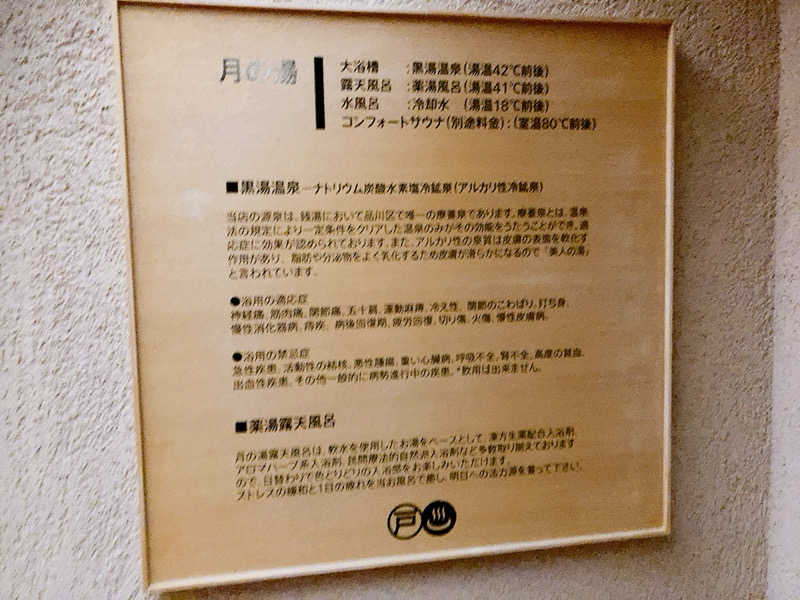 月の湯
大浴槽 :黒湯温泉(湯温42℃前後)
露天風呂 :薬湯風呂(湯温41℃前後)
水風呂 :冷却水 (湯温18℃前後)
コンフォートサウナ(別途料金):(室温80℃前後)
■黒湯温泉—ナトリウム炭酸水素塩冷鉱泉(アルカリ性冷鉱泉)
当店の源泉は、銭湯において品川区で唯一の療養泉であります。療養泉とは、温泉
法の規定により一定条件をクリアした温泉のみがその効能をうたうことができ、適
応症に効果が認められております。また、アルカリ性の泉質は皮膚の表面を軟化す
作用があり、脂肪や分泌物をよく乳化するため皮膚が滑らかになるので「美人の湯」
と言われています。
●浴用の適応症
神経痛、筋肉痛、関節痛、五十肩、運動麻痺、冷え性、関節のこわばり、打ち身、
慢性消化器病、痔疾、病後回復期、疲労回復、切り傷、火傷、慢性皮膚病。
●浴用の禁忌症
急性疾患、活動性の結核、悪性腫瘍、重い心臓病、呼吸不全、腎不全、高度の貧血、
出血性疾患、その他一般的に病勢進行中の疾患。*飲用は出来ません。
■薬湯露天風呂
月の湯露天風呂は、軟水を使用したお湯をベースとして、漢方生薬配合入浴剤、
アロマハーブ系入浴剤、民間療法的自然派入浴剤など多数取り揃えております
ので、日替わりで色とりどりの入浴感をお楽しみいただけます。
ストレスの緩和と1日の疲れを当お風呂で癒し、明日への活力源を養って下さい。
戸